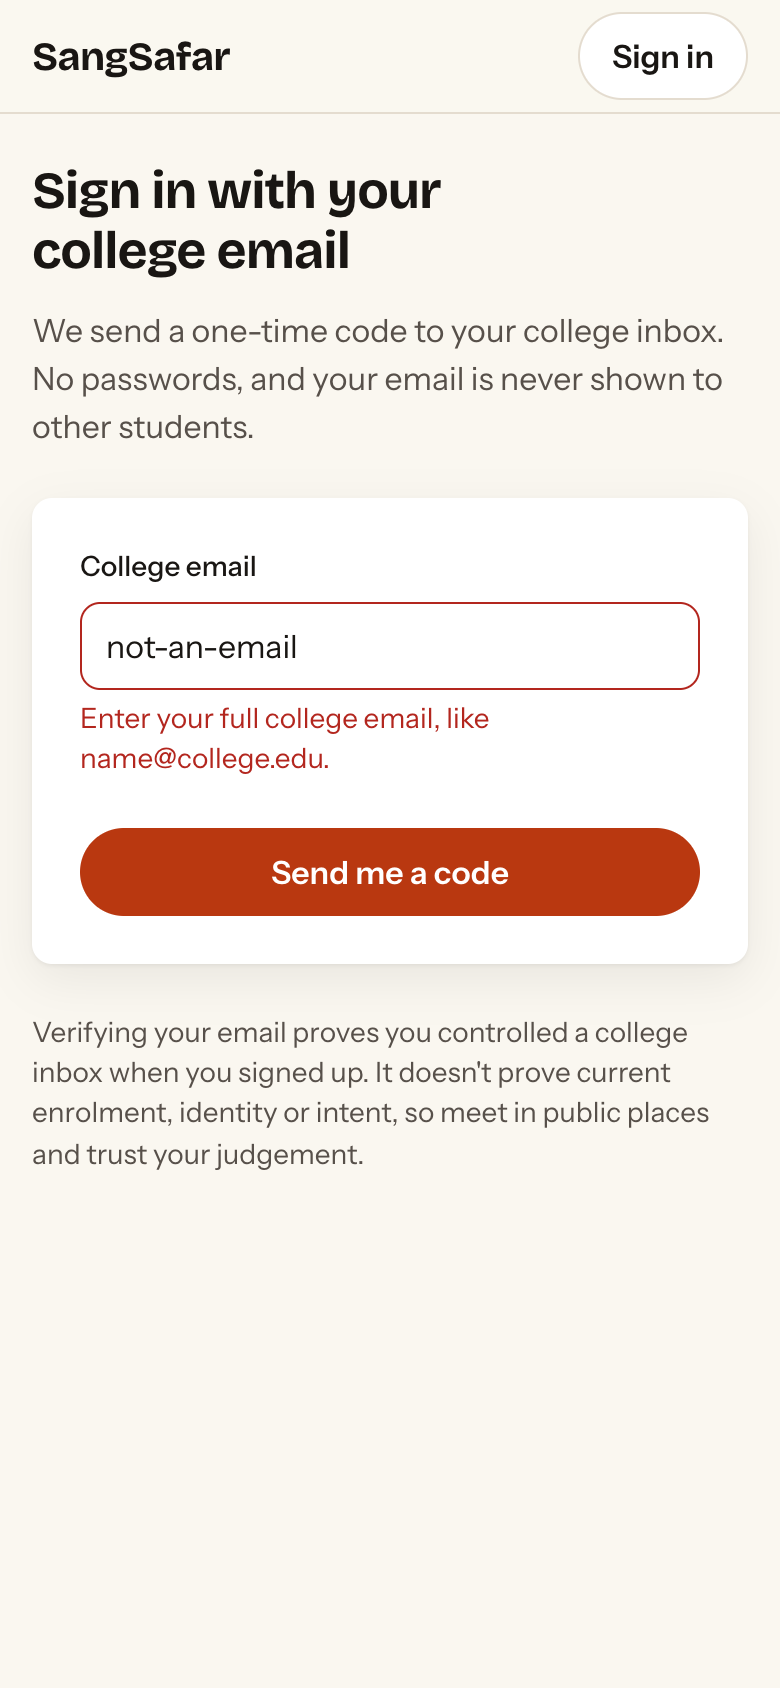 SangSafar
Sign in
Sign in with your
college email
We send a one-time code to your college inbox.
No passwords, and your email is never shown to
other students.
College email
not-an-email
Enter your full college email, like
name@college.edu.
Send me a code
Verifying your email proves you controlled a college
inbox when you signed up. It doesn't prove current
enrolment, identity or intent, so meet in public places
and trust your judgement.